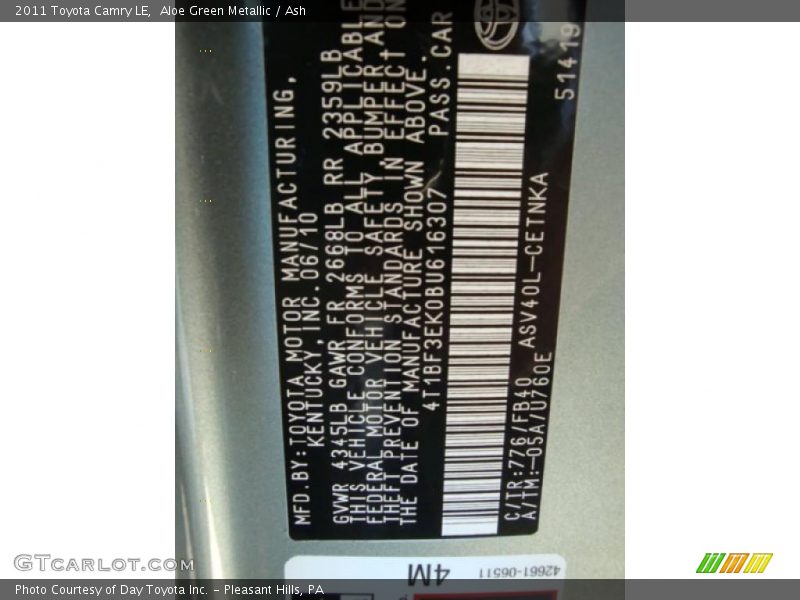 2011 Toyota Camry LE,  Aloe Green Metallic / Ash
MFD.BY:TOYOTA MOTOR MANUFACTURING,
KENTUCKY, INC. 06/10
GVWR 4345LB GAWR FR 2668LB RR 2359LB
THIS VEHICLE CONFORMS TO ALL APPLICABLE
FEDERAL MOTOR VEHICLE SAFETY BUMPER AND
THEFT PREVENTION STANDARDS IN EFFECT ON
THE DATE OF MANUFACTURE SHOWN ABOVE.
4T1BF3EK0BU616307 PASS.CAR
C/TR:776/FB40 ASV40L-CETNKA
A/TM:-05A/U760E
51419
4M
42661-06511
GTCARLOT.COM
Photo Courtesy of Day Toyota Inc. - Pleasant Hills, PA